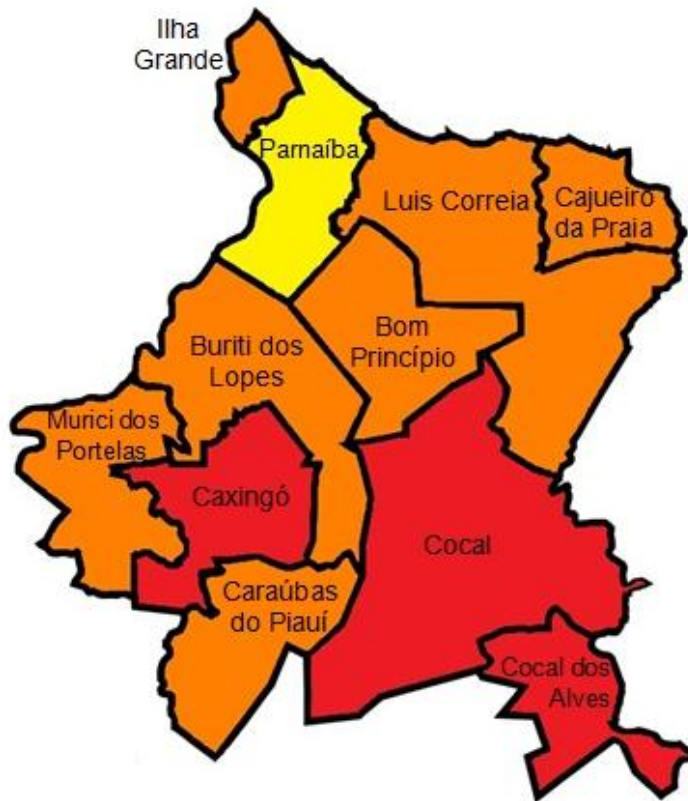 Ilha
Grande
Parnaíba
Luis Correia
Cajueiro
da Praia
Bom
Princípio
Buriti dos
Lopes
Murici dos
Portelas
Caxingó
Cocal
Caraúbas
do Piauí
Cocal dos
Alves